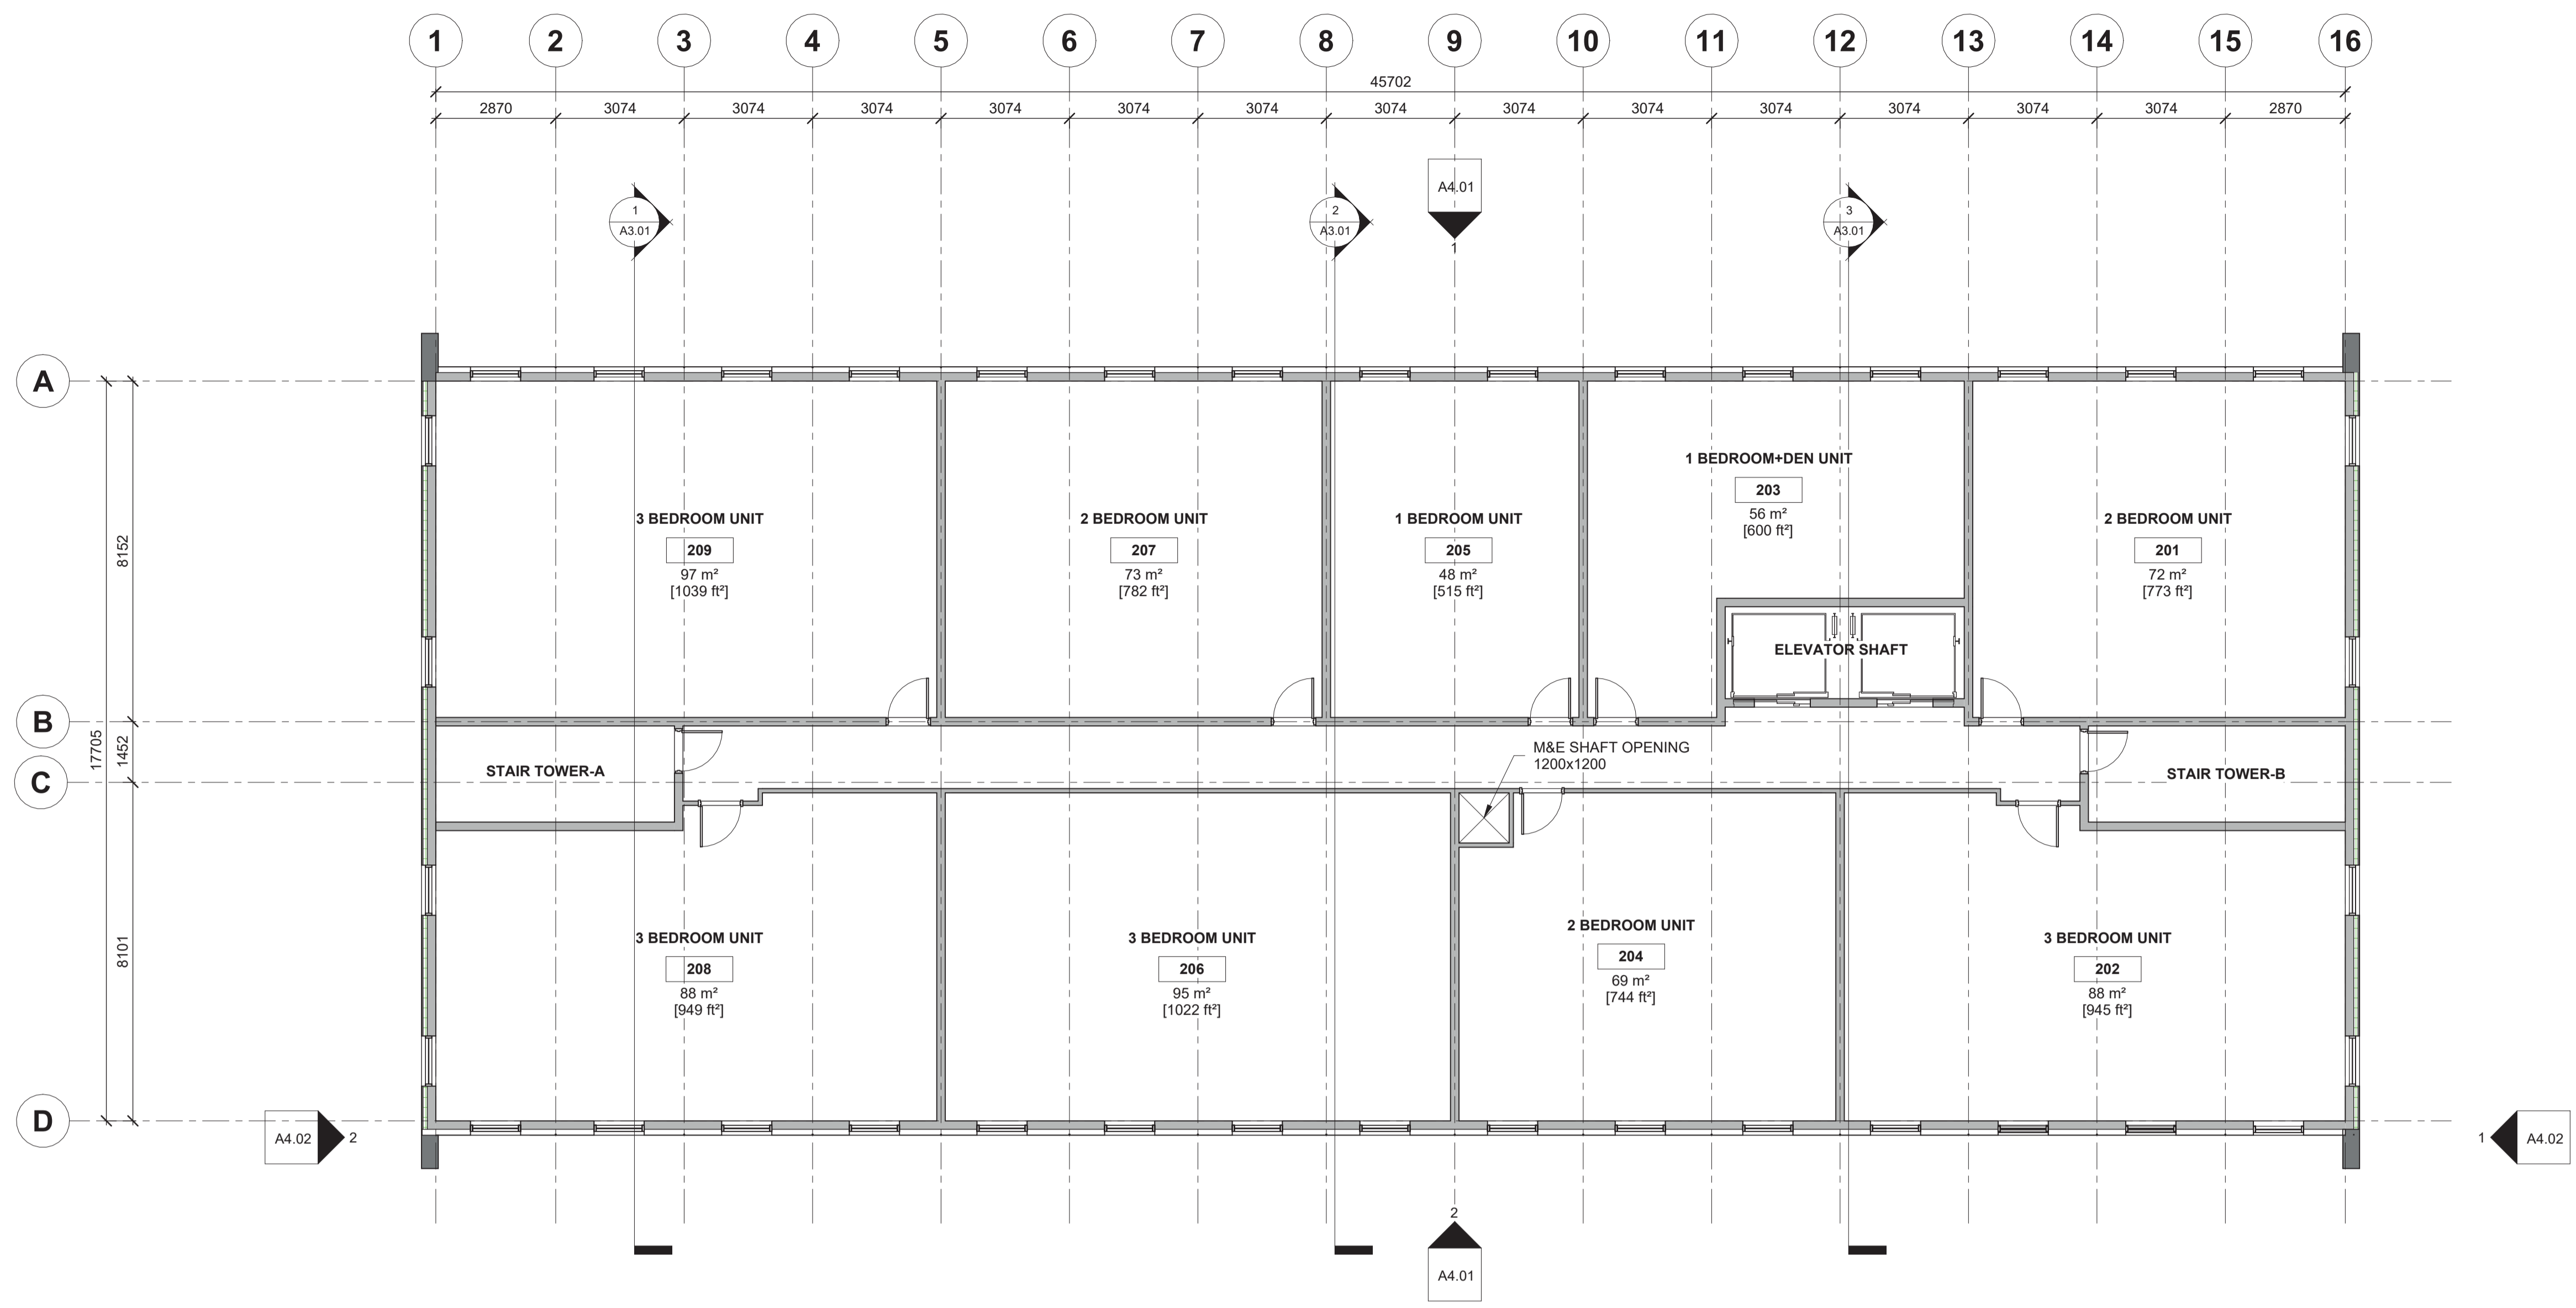 1 2 3 4 5 6 7 8 9 10 11 12 13 14 15 16
45702
2870 3074 3074 3074 3074 3074 3074 3074 3074 3074 3074 3074 3074 3074 2870
A4.01
1
1
A3.01
2
A3.01
3
A3.01
A
B
C
D
8152
1452
17705
8101
3 BEDROOM UNIT
209
97 m²
[1039 ft²]
2 BEDROOM UNIT
207
73 m²
[782 ft²]
1 BEDROOM UNIT
205
48 m²
[515 ft²]
1 BEDROOM+DEN UNIT
203
56 m²
[600 ft²]
2 BEDROOM UNIT
201
72 m²
[773 ft²]
ELEVATOR SHAFT
STAIR TOWER-A
M&E SHAFT OPENING
1200x1200
STAIR TOWER-B
3 BEDROOM UNIT
208
88 m²
[949 ft²]
3 BEDROOM UNIT
206
95 m²
[1022 ft²]
2 BEDROOM UNIT
204
69 m²
[744 ft²]
3 BEDROOM UNIT
202
88 m²
[945 ft²]
A4.02 2
1 A4.02
2
A4.01